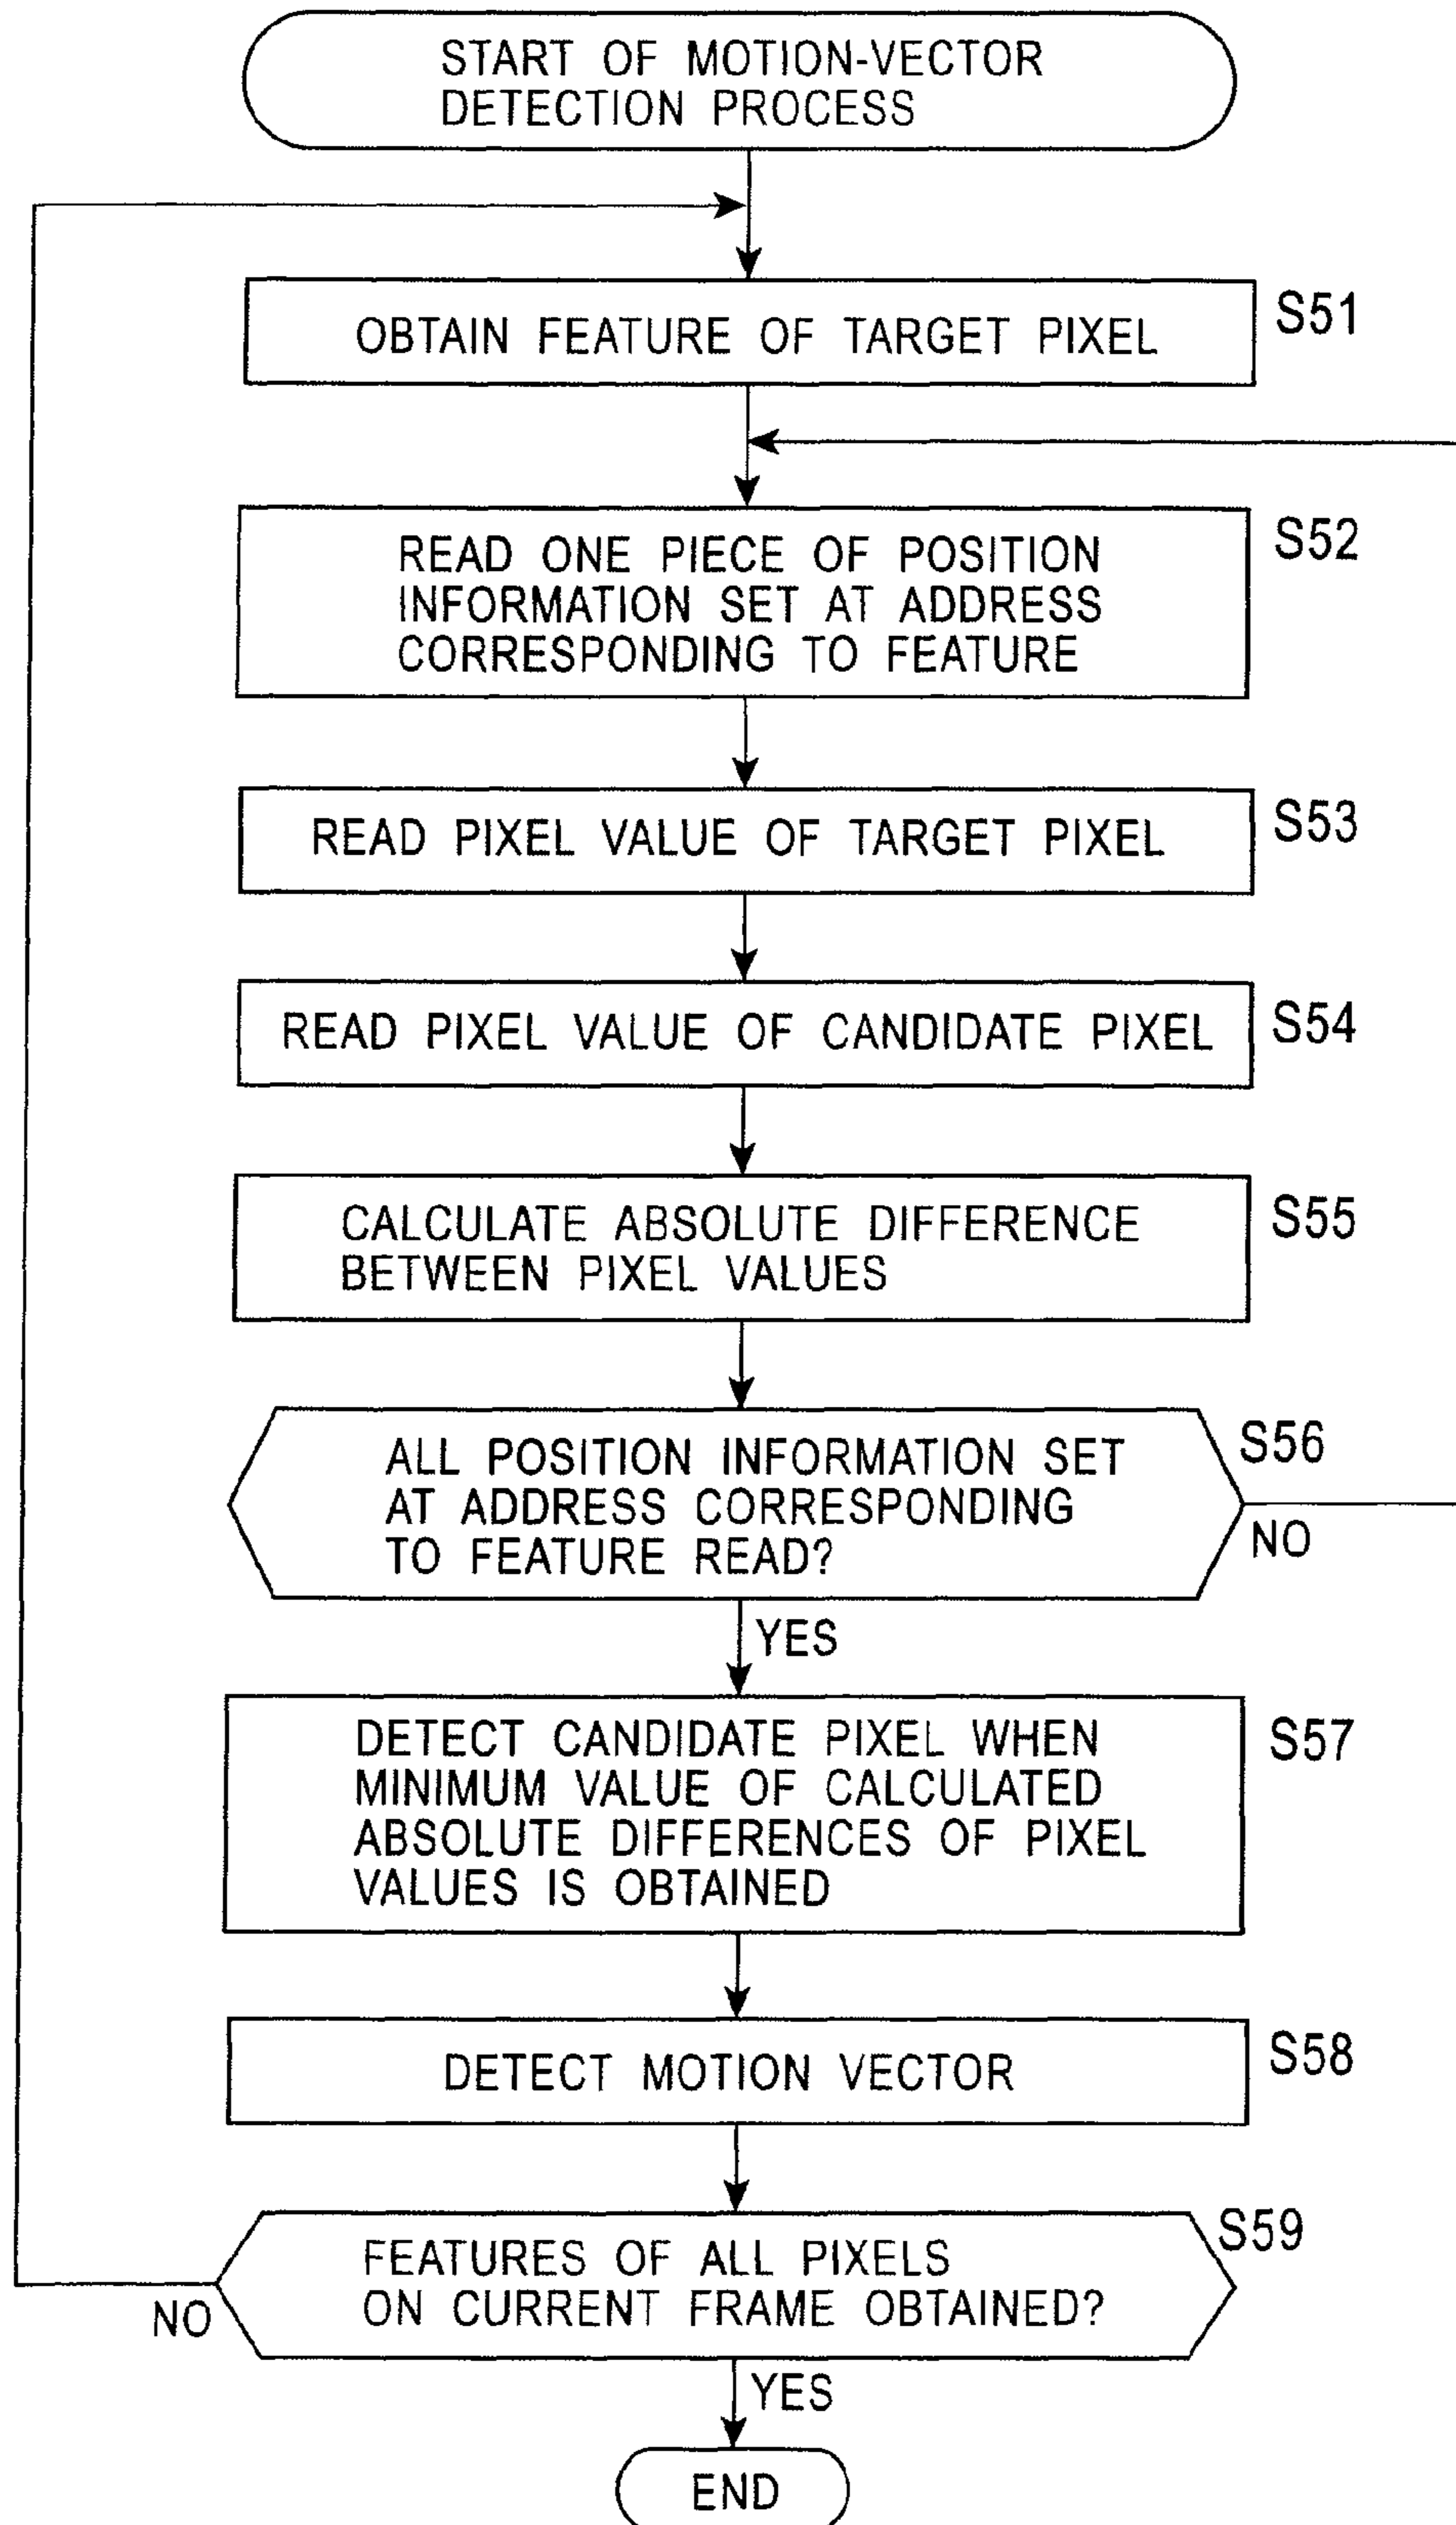 START OF MOTION-VECTOR
DETECTION PROCESS
OBTAIN FEATURE OF TARGET PIXEL
S51
READ ONE PIECE OF POSITION
INFORMATION SET AT ADDRESS
CORRESPONDING TO FEATURE
S52
READ PIXEL VALUE OF TARGET PIXEL
S53
READ PIXEL VALUE OF CANDIDATE PIXEL
S54
CALCULATE ABSOLUTE DIFFERENCE
BETWEEN PIXEL VALUES
S55
ALL POSITION INFORMATION SET
AT ADDRESS CORRESPONDING
TO FEATURE READ?
S56
NO
YES
DETECT CANDIDATE PIXEL WHEN
MINIMUM VALUE OF CALCULATED
ABSOLUTE DIFFERENCES OF PIXEL
VALUES IS OBTAINED
S57
DETECT MOTION VECTOR
S58
FEATURES OF ALL PIXELS
ON CURRENT FRAME OBTAINED?
S59
NO
YES
END